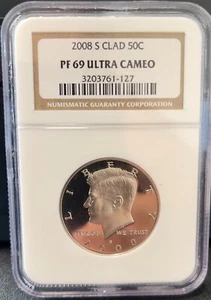 2008 S CLAD 50C
PF 69 ULTRA CAMEO
3203761-127
NUMISMATIC GUARANTY CORPORATION
LIBERTY
IN GOD WE TRUST